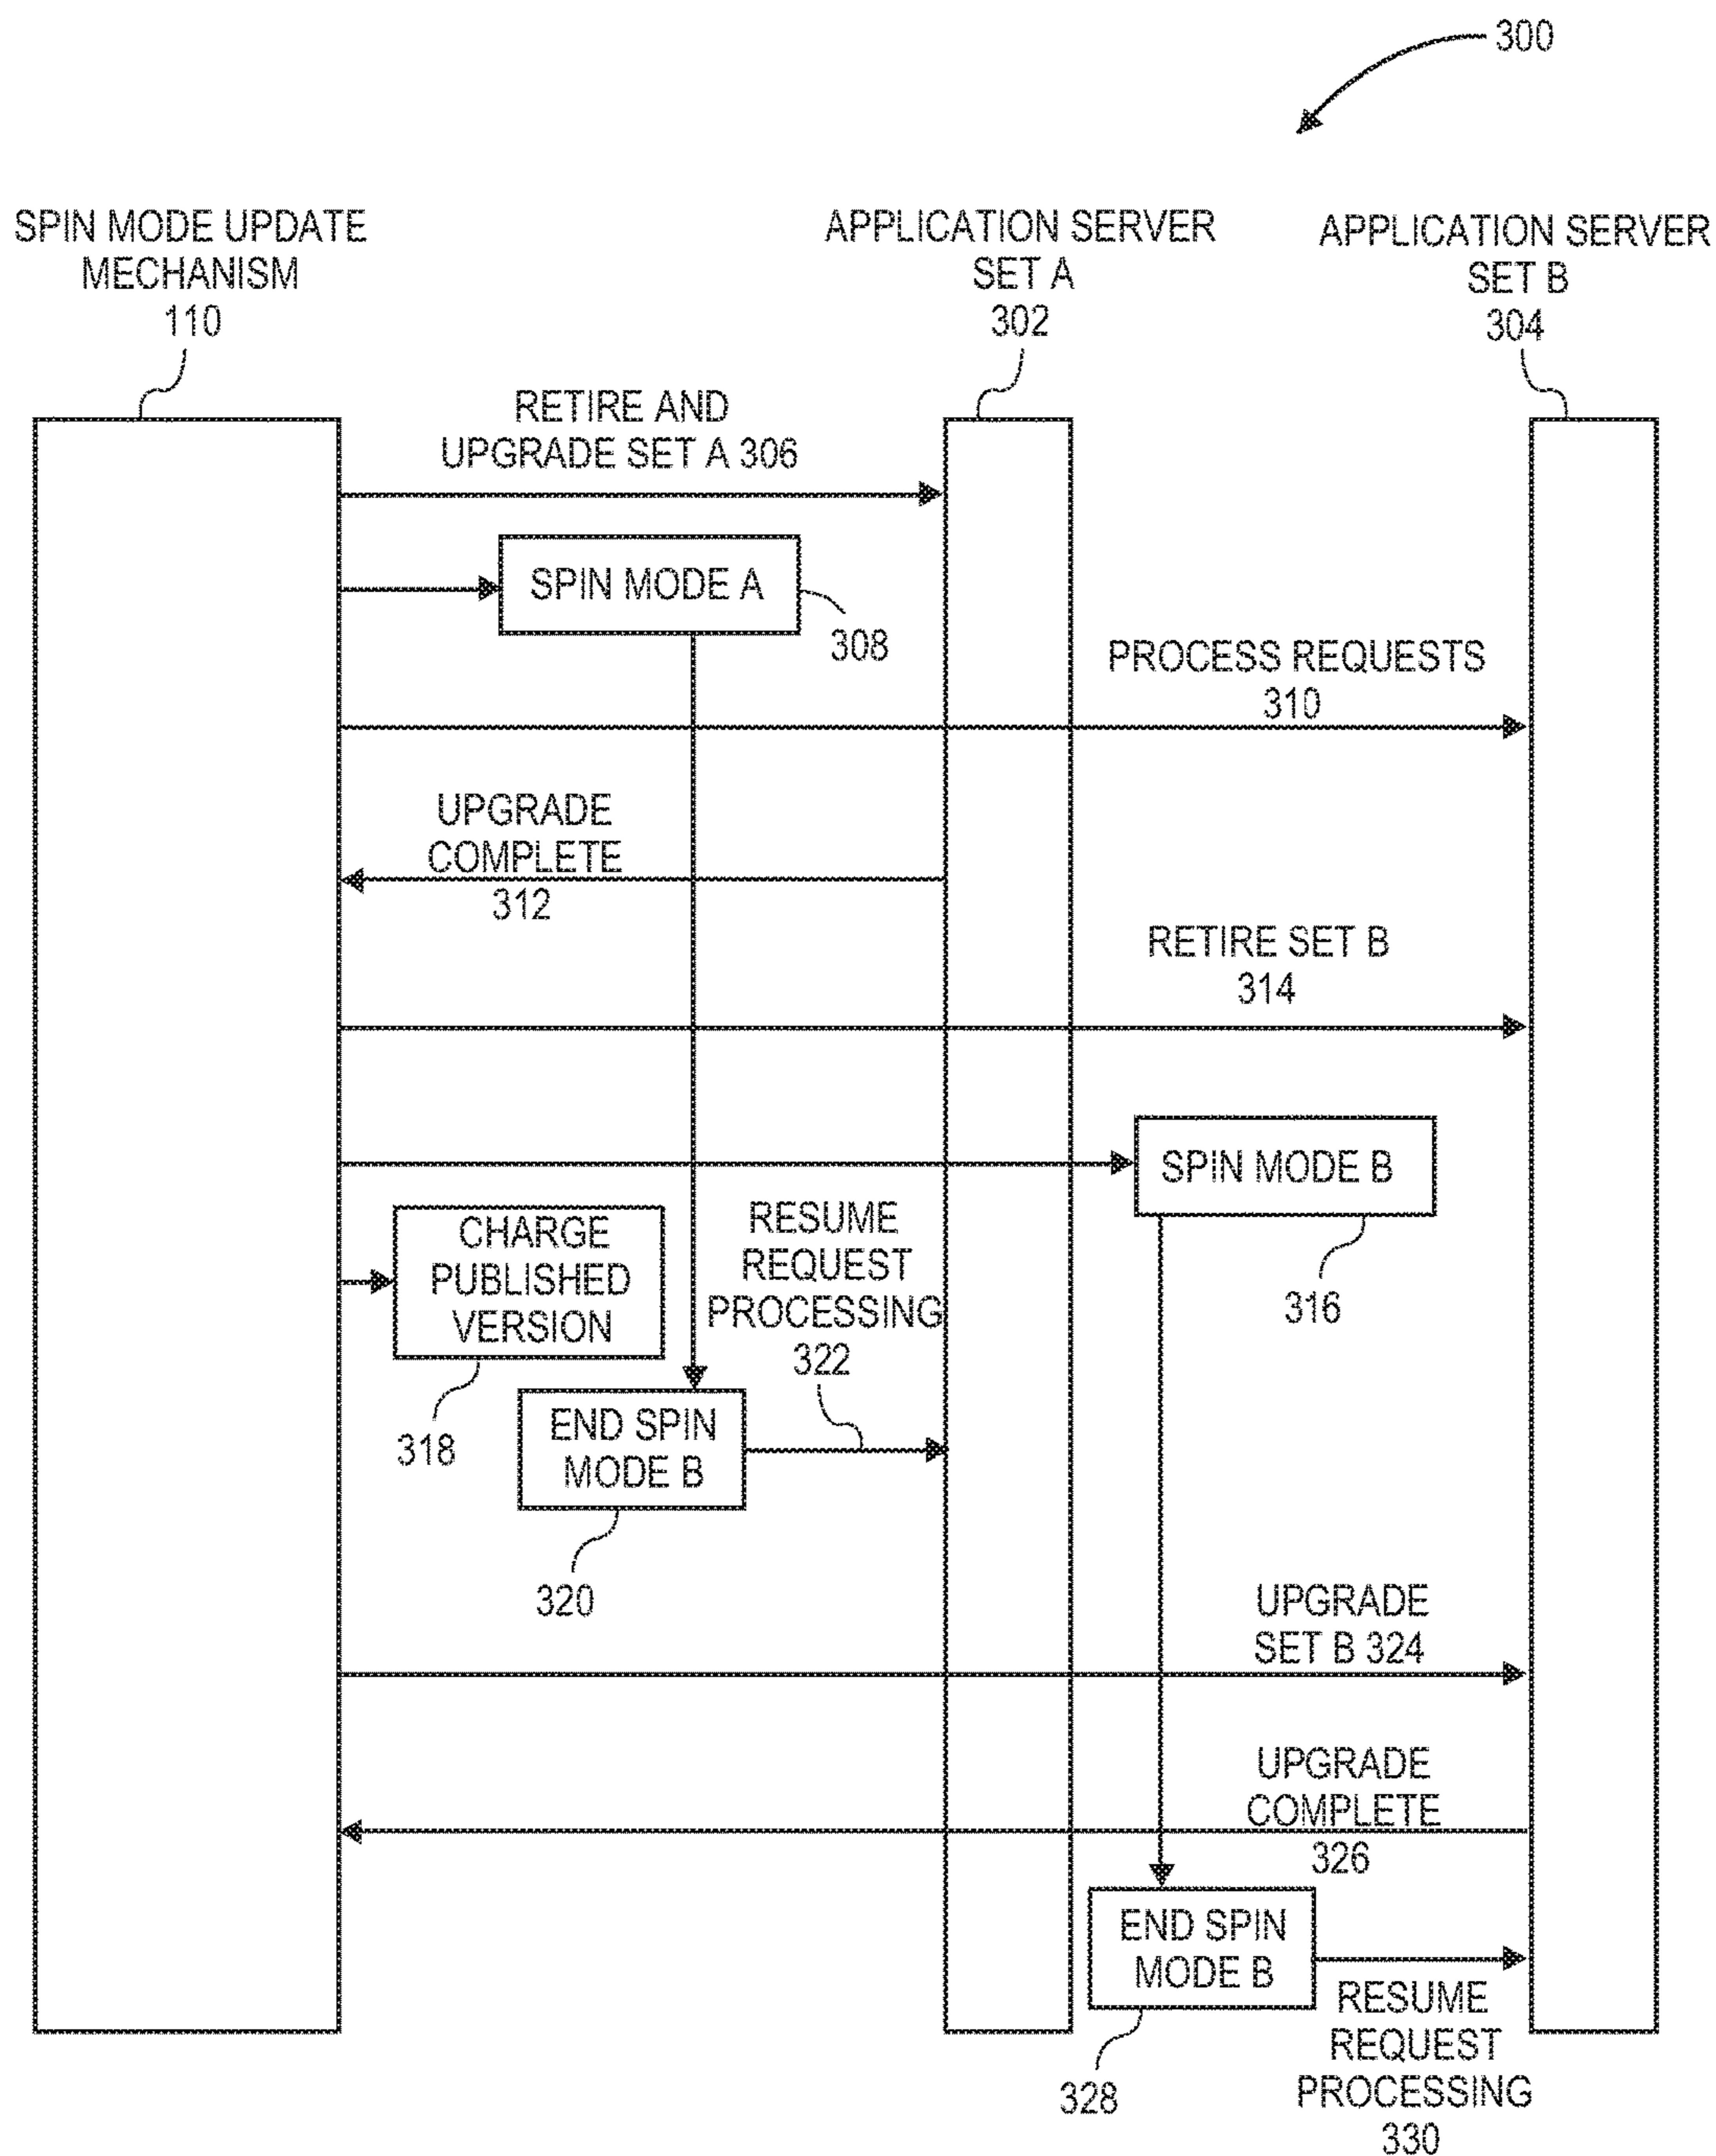 300
SPIN MODE UPDATE
MECHANISM
110
APPLICATION SERVER
SET A
302
APPLICATION SERVER
SET B
304
RETIRE AND
UPGRADE SET A 306
SPIN MODE A
308
PROCESS REQUESTS
310
UPGRADE
COMPLETE
312
RETIRE SET B
314
SPIN MODE B
316
CHARGE
PUBLISHED
VERSION
318
RESUME
REQUEST
PROCESSING
322
END SPIN
MODE B
320
UPGRADE
SET B 324
UPGRADE
COMPLETE
326
END SPIN
MODE B
328
RESUME
REQUEST
PROCESSING
330